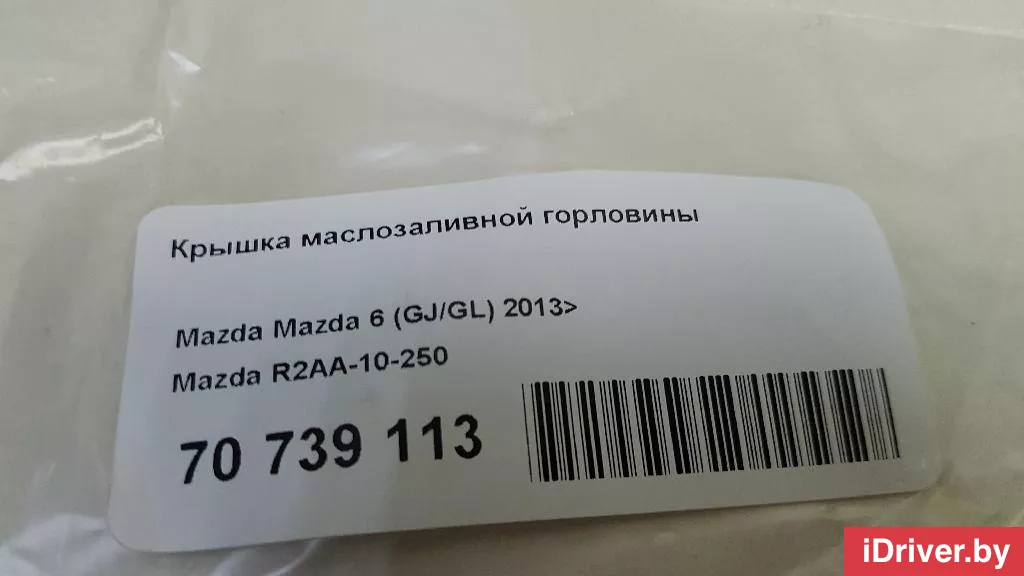 Крышка маслозаливной горловины
Mazda Mazda 6 (GJ/GL) 2013>
Mazda R2AA-10-250
70 739 113
iDriver.by